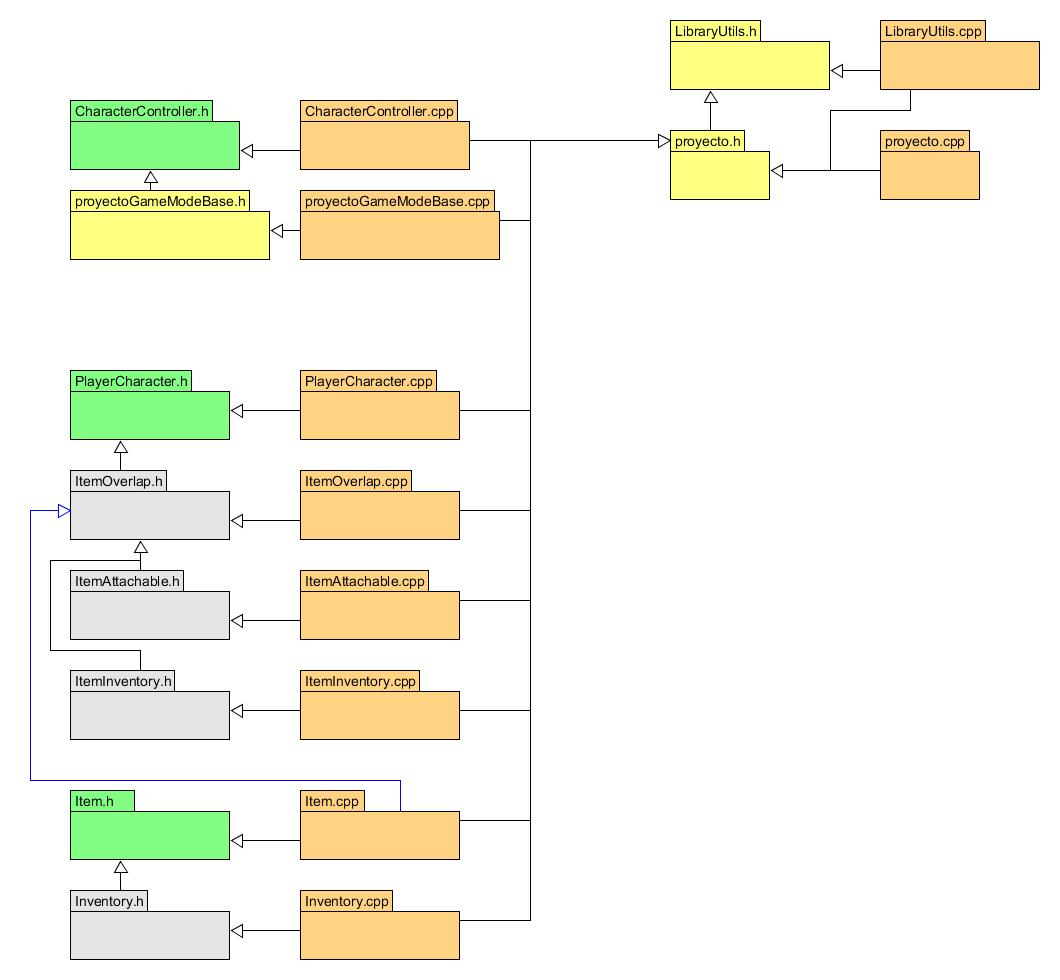 LibraryUtils.h
LibraryUtils.cpp
CharacterController.h
CharacterController.cpp
proyecto.h
proyecto.cpp
proyectoGameModeBase.h
proyectoGameModeBase.cpp
PlayerCharacter.h
PlayerCharacter.cpp
ItemOverlap.h
ItemOverlap.cpp
ItemAttachable.h
ItemAttachable.cpp
ItemInventory.h
ItemInventory.cpp
Item.h
Item.cpp
Inventory.h
Inventory.cpp